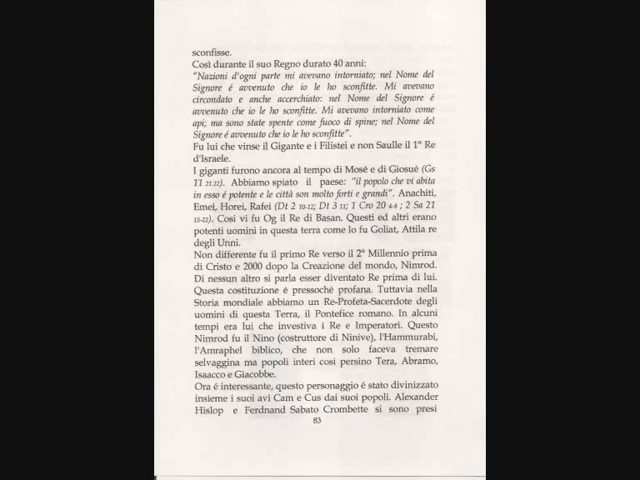 sconfisse.
Così durante il suo Regno durato 40 anni:
"Nazioni d'ogni parte mi avevano intorniato; nel Nome del
Signore é avvenuto che io le ho sconfitte. Mi avevano
circondato e anche accerchiato: nel Nome del Signore é
avvenuto che io le ho sconfitte. Mi avevano intorniato come
api; ma sono state spente come fuoco di spine; nel Nome del
Signore é avvenuto che io le ho sconfitte".
Fu lui che vinse il Gigante e i Filistei e non Saulle il 1° Re
d'Israele.
I giganti furono ancora al tempo di Mosé e di Giosué (Gs
11 21.22). Abbiamo spiato il paese: "il popolo che vi abita
in esso é potente e le città son molto forti e grandi". Anachiti,
Emei, Horei, Rafei (Dt 2 10-12; Dt 3 11; 1 Cro 20 4-8 ; 2 Sa 21
15-22). Cosi vi fu Og il Re di Basan. Questi ed altri erano
potenti uomini in questa terra come lo fu Goliat, Attila re
degli Unni.
Non differente fu il primo Re verso il 2° Millennio prima
di Cristo e 2000 dopo la Creazione del mondo, Nimrod.
Di nessun altro si parla esser diventato Re prima di lui.
Questa costituzione é pressoché profana. Tuttavia nella
Storia mondiale abbiamo un Re-Profeta-Sacerdote degli
uomini di questa Terra, il Pontefice romano. In alcuni
tempi era lui che investiva i Re e Imperatori. Questo
Nimrod fu il Nino (costruttore di Ninive), l'Hammurabi,
l'Amraphel biblico, che non solo faceva tremare
selvaggina ma popoli interi cosi persino Tera, Abramo,
Isaacco e Giacobbe.
Ora é interessante, questo personaggio é stato divinizzato
insieme i suoi avi Cam e Cus dai suoi popoli. Alexander
Hislop e Ferdnand Sabato Crombette si sono presi
83